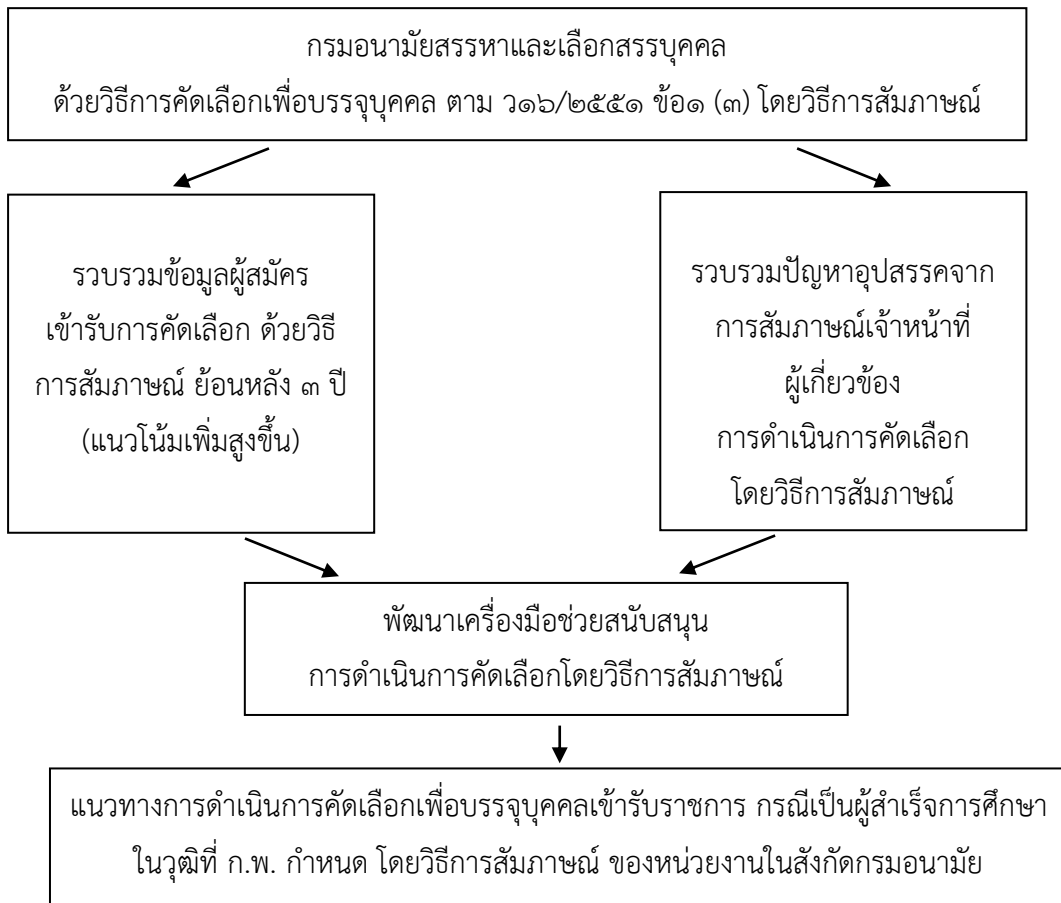 กรมอนามัยสรรหาและเลือกสรรบุคคล
ด้วยวิธีการคัดเลือกเพื่อบรรจุบุคคล ตาม ว๑๖/๒๕๕๑ ข้อ๑ (๓) โดยวิธีการสัมภาษณ์
รวบรวมข้อมูลผู้สมัคร
เข้ารับการคัดเลือก ด้วยวิธี
การสัมภาษณ์ ย้อนหลัง ๓ ปี
(แนวโน้มเพิ่มสูงขึ้น)
รวบรวมปัญหาอุปสรรคจาก
การสัมภาษณ์เจ้าหน้าที่
ผู้เกี่ยวข้อง
การดำเนินการคัดเลือก
โดยวิธีการสัมภาษณ์
พัฒนาเครื่องมือช่วยสนับสนุน
การดำเนินการคัดเลือกโดยวิธีการสัมภาษณ์
แนวทางการดำเนินการคัดเลือกเพื่อบรรจุบุคคลเข้ารับราชการ กรณีเป็นผู้สำเร็จการศึกษา
ในวุฒิที่ ก.พ. กำหนด โดยวิธีการสัมภาษณ์ ของหน่วยงานในสังกัดกรมอนามัย